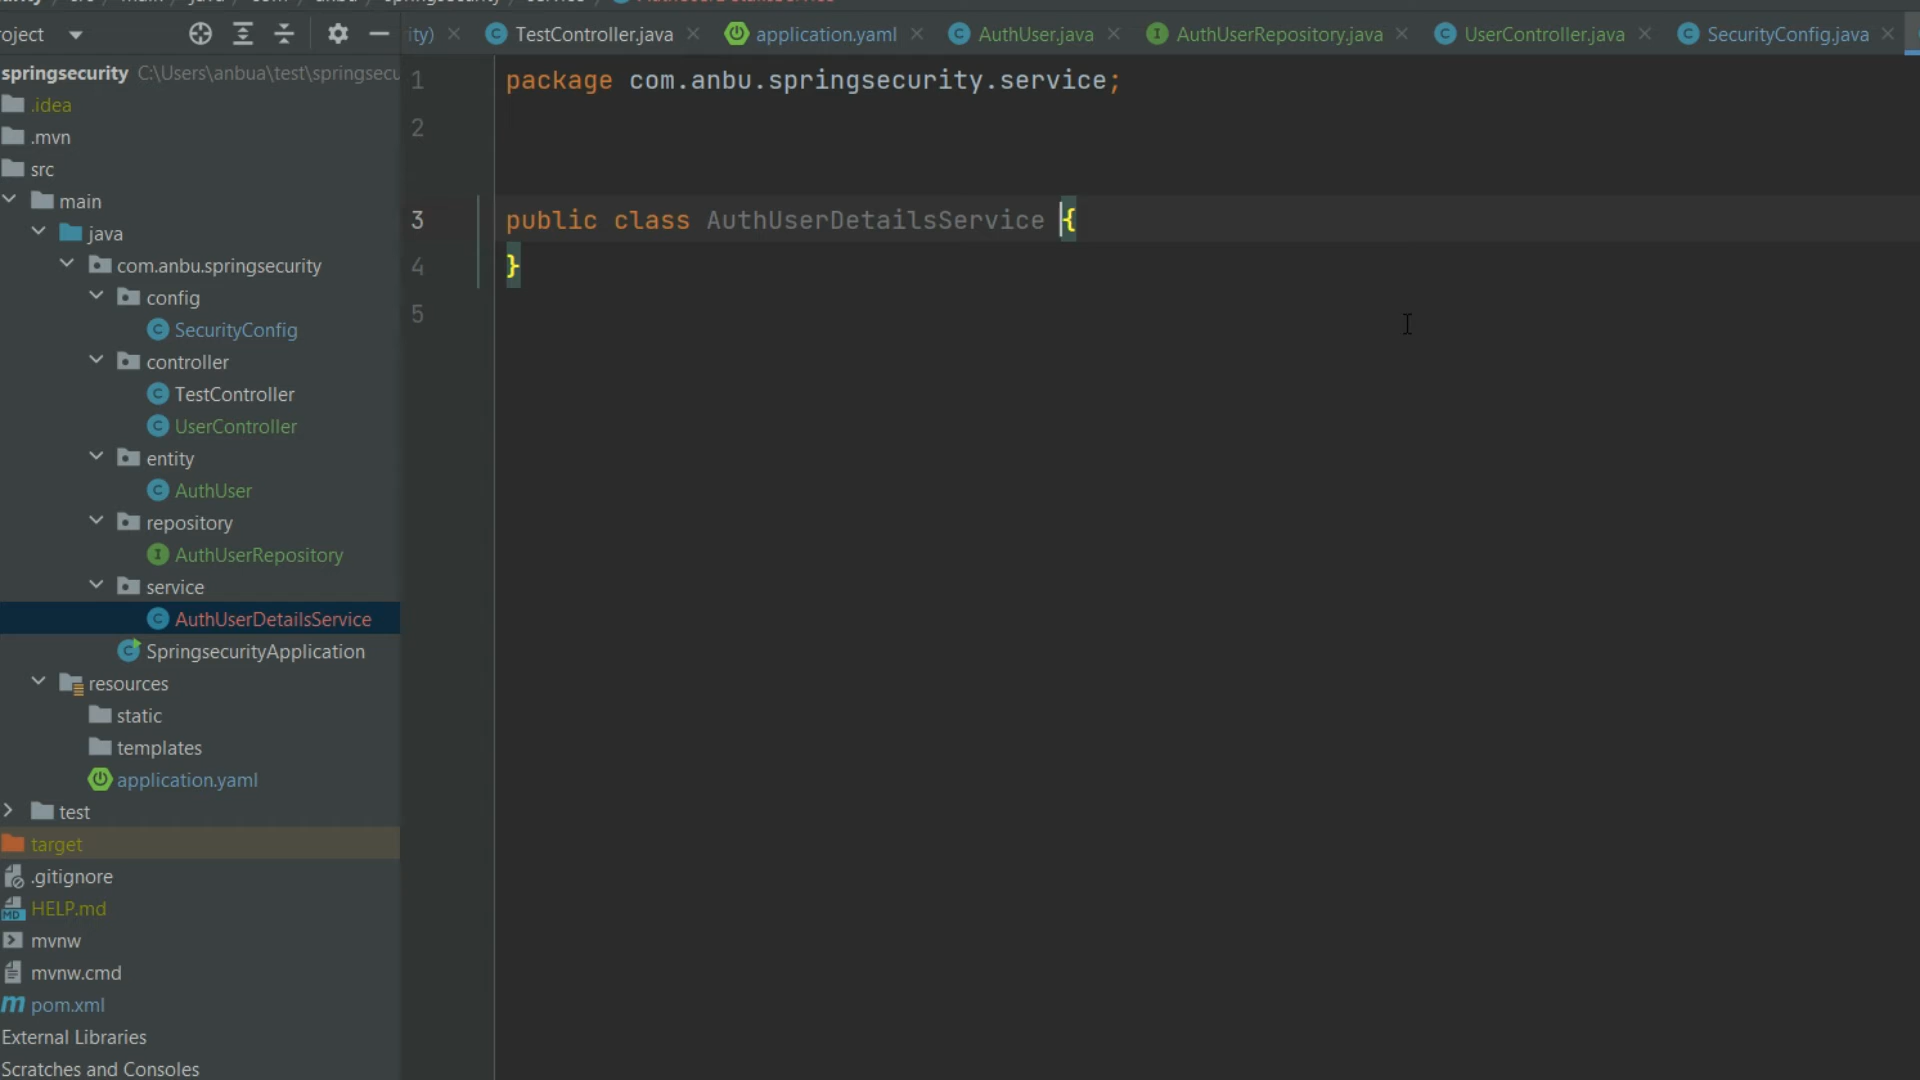 oject
ity)
TestController.java
application.yaml
AuthUser.java
AuthUserRepository.java
UserController.java
SecurityConfig.java
springsecurity C:\Users\anbua\test\springsecu
.idea
.mvn
src
main
java
com.anbu.springsecurity
config
SecurityConfig
controller
TestController
UserController
entity
AuthUser
repository
AuthUserRepository
service
AuthUserDetailsService
SpringsecurityApplication
resources
static
templates
application.yaml
test
target
.gitignore
HELP.md
mvnw
mvnw.cmd
pom.xml
External Libraries
Scratches and Consoles
1 package com.anbu.springsecurity.service;
2
3 public class AuthUserDetailsService {
4 }
5